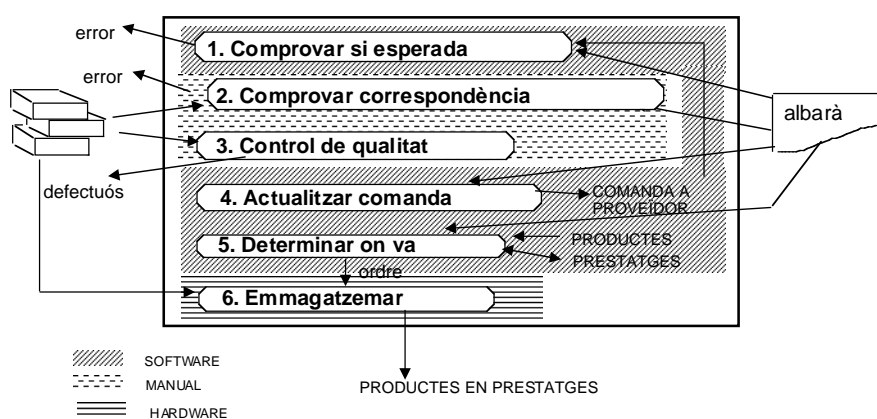 error
1. Comprovar si esperada
error
2. Comprovar correspondència
albarà
3. Control de qualitat
defectuós
4. Actualitzar comanda
COMANDA A
PROVEÏDOR
5. Determinar on va
PRODUCTES
PRESTATGES
ordre
6. Emmagatzemar
SOFTWARE
MANUAL
PRODUCTES EN PRESTATGES
HARDWARE